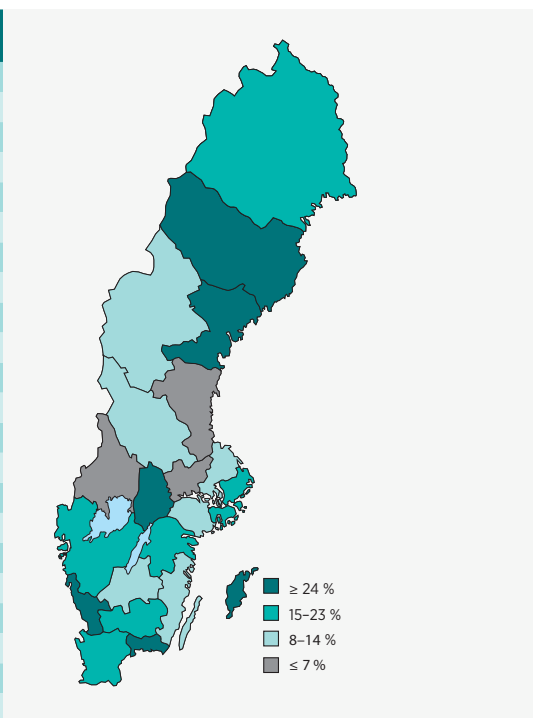 ≥ 24 %
15–23 %
8–14 %
≤ 7 %